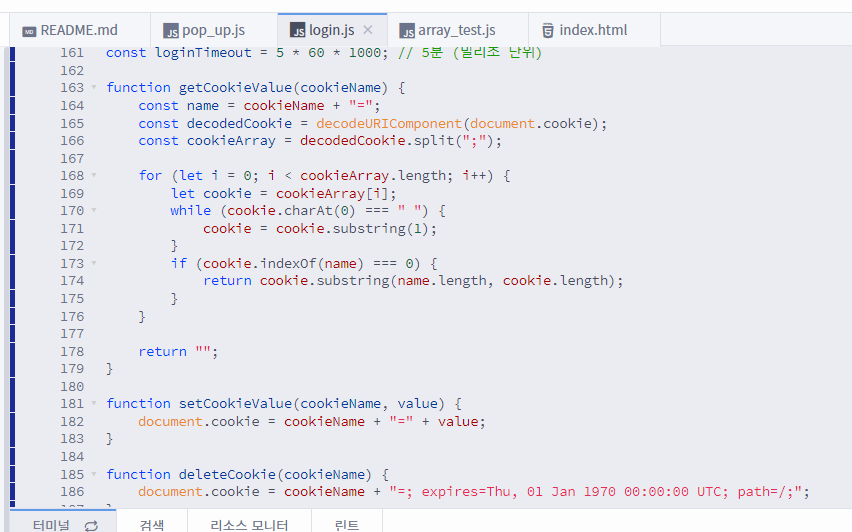 README.md pop_up.js login.js × array_test.js index.html
161 const loginTimeout = 5 * 60 * 1000; // 5분 (밀리초 단위)
162
163 function getCookieValue(cookieName) {
164     const name = cookieName + "=";
165     const decodedCookie = decodeURIComponent(document.cookie);
166     const cookieArray = decodedCookie.split(";");
167
168     for (let i = 0; i < cookieArray.length; i++) {
169         let cookie = cookieArray[i];
170         while (cookie.charAt(0) === " ") {
171             cookie = cookie.substring(1);
172         }
173         if (cookie.indexOf(name) === 0) {
174             return cookie.substring(name.length, cookie.length);
175         }
176     }
177
178     return "";
179 }
180
181 function setCookieValue(cookieName, value) {
182     document.cookie = cookieName + "=" + value;
183 }
184
185 function deleteCookie(cookieName) {
186     document.cookie = cookieName + "=; expires=Thu, 01 Jan 1970 00:00:00 UTC; path=/;";
터미널 검색 리소스 모니터 린트